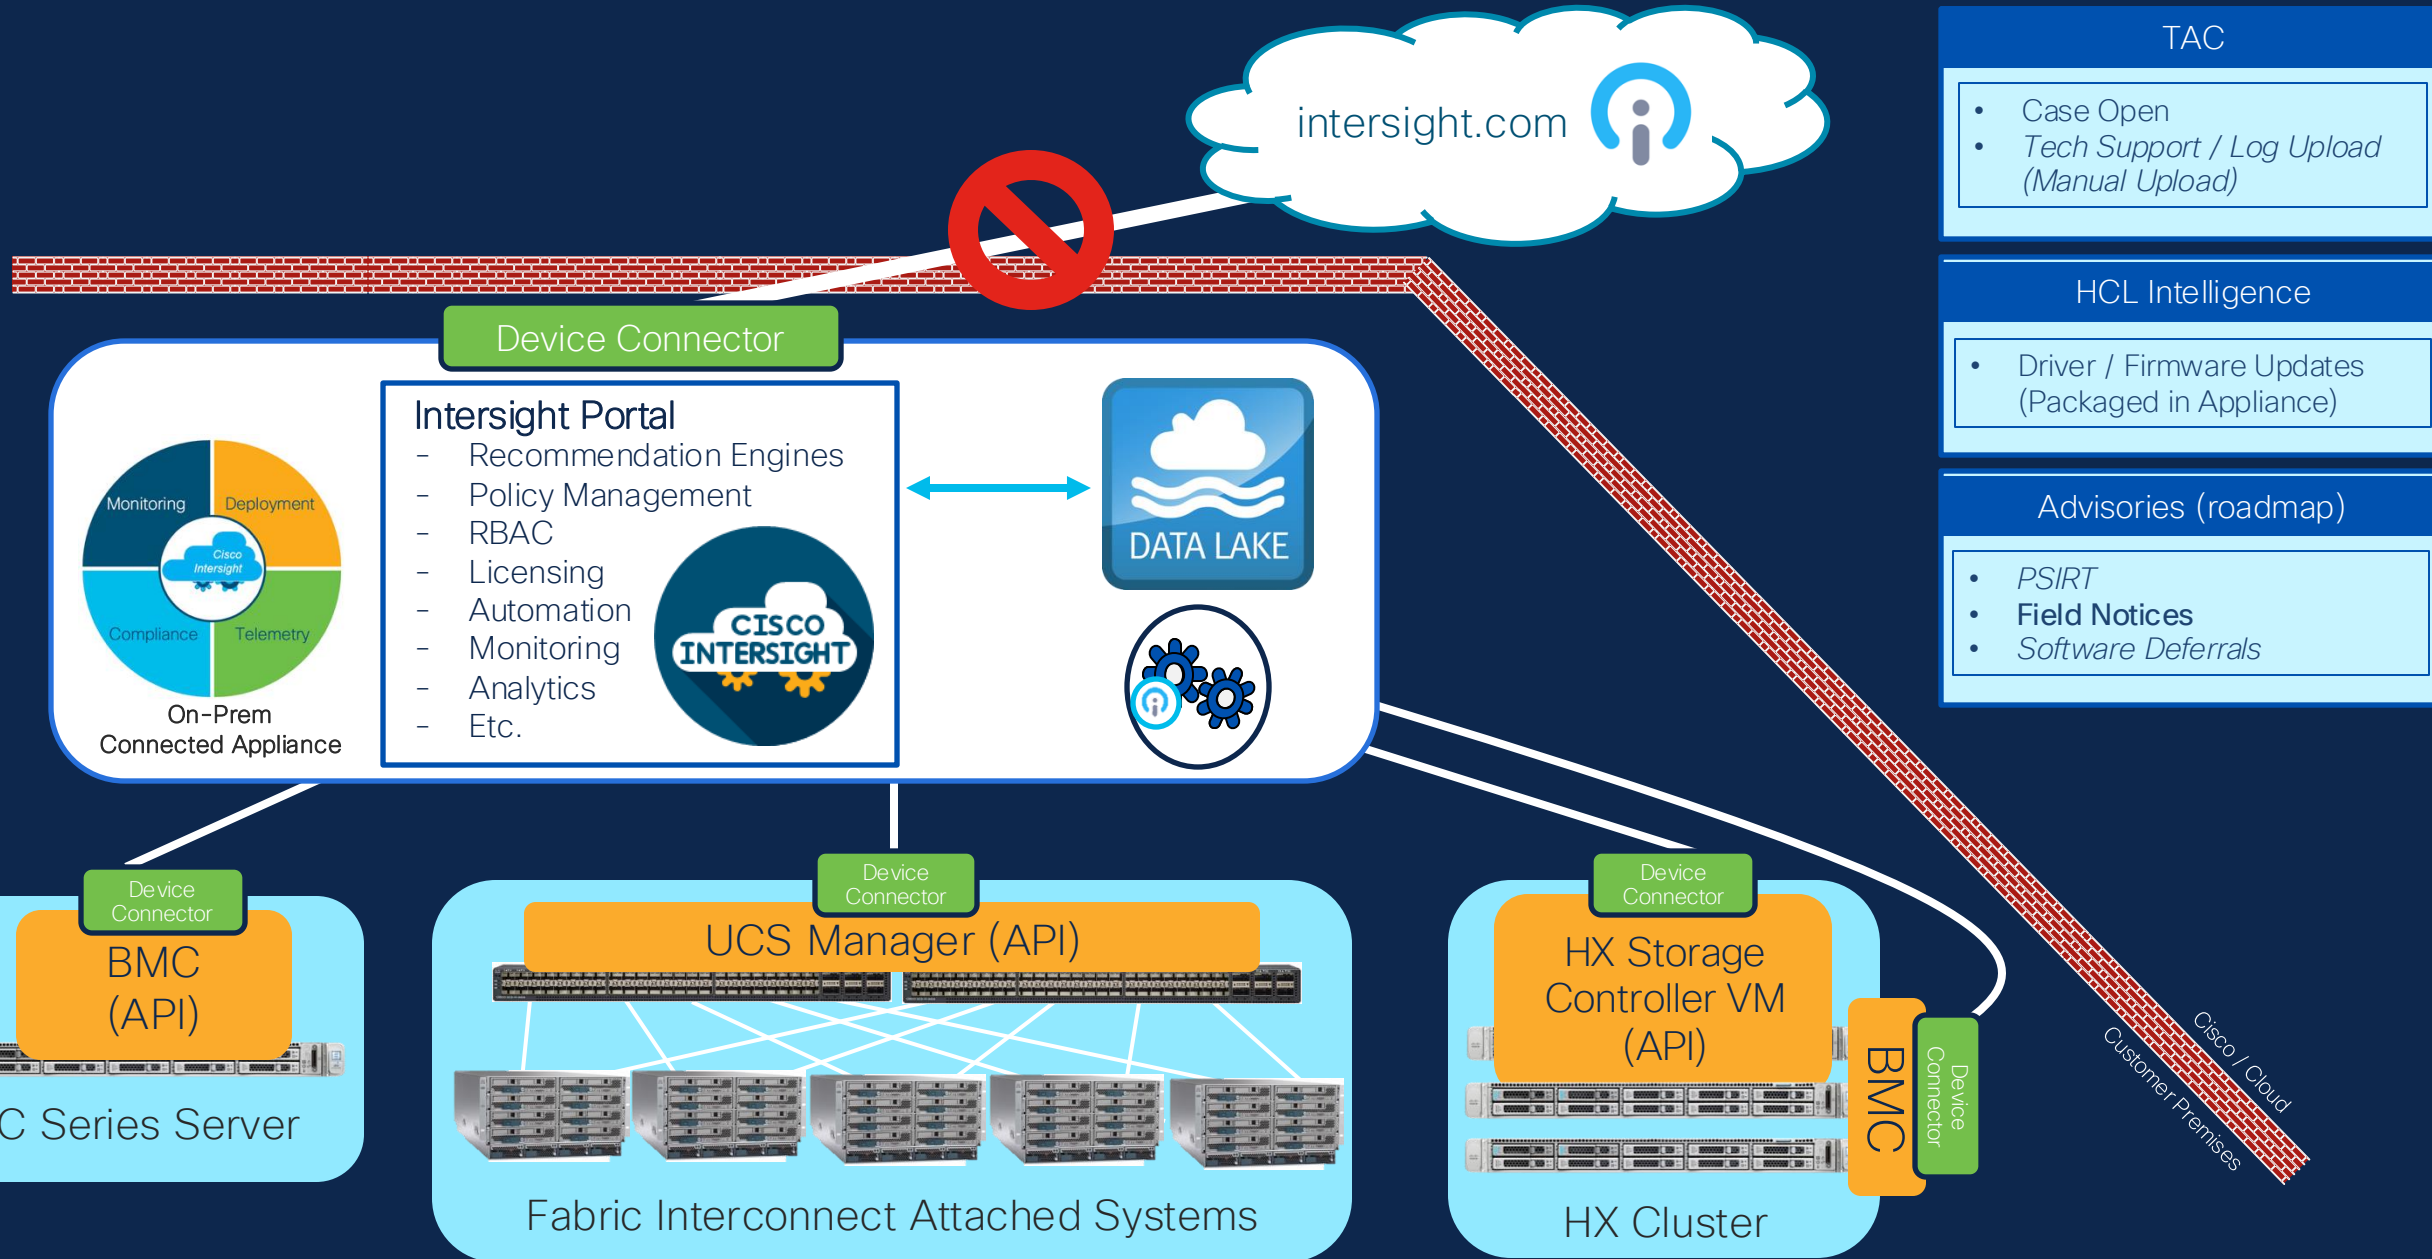 intersight.com
TAC
• Case Open
• Tech Support / Log Upload
(Manual Upload)
HCL Intelligence
• Driver / Firmware Updates
(Packaged in Appliance)
Advisories (roadmap)
• PSIRT
• Field Notices
• Software Deferrals
Device Connector
Monitoring
Deployment
Cisco
Intersight
Compliance
Telemetry
On-Prem
Connected Appliance
Intersight Portal
- Recommendation Engines
- Policy Management
- RBAC
- Licensing
- Automation
- Monitoring
- Analytics
- Etc.
CISCO
INTERSIGHT
DATA LAKE
Device
Connector
BMC
(API)
C Series Server
Device
Connector
UCS Manager (API)
Fabric Interconnect Attached Systems
Device
Connector
HX Storage
Controller VM
(API)
BMC
Device
Connector
HX Cluster
Cisco / Cloud
Customer Premises